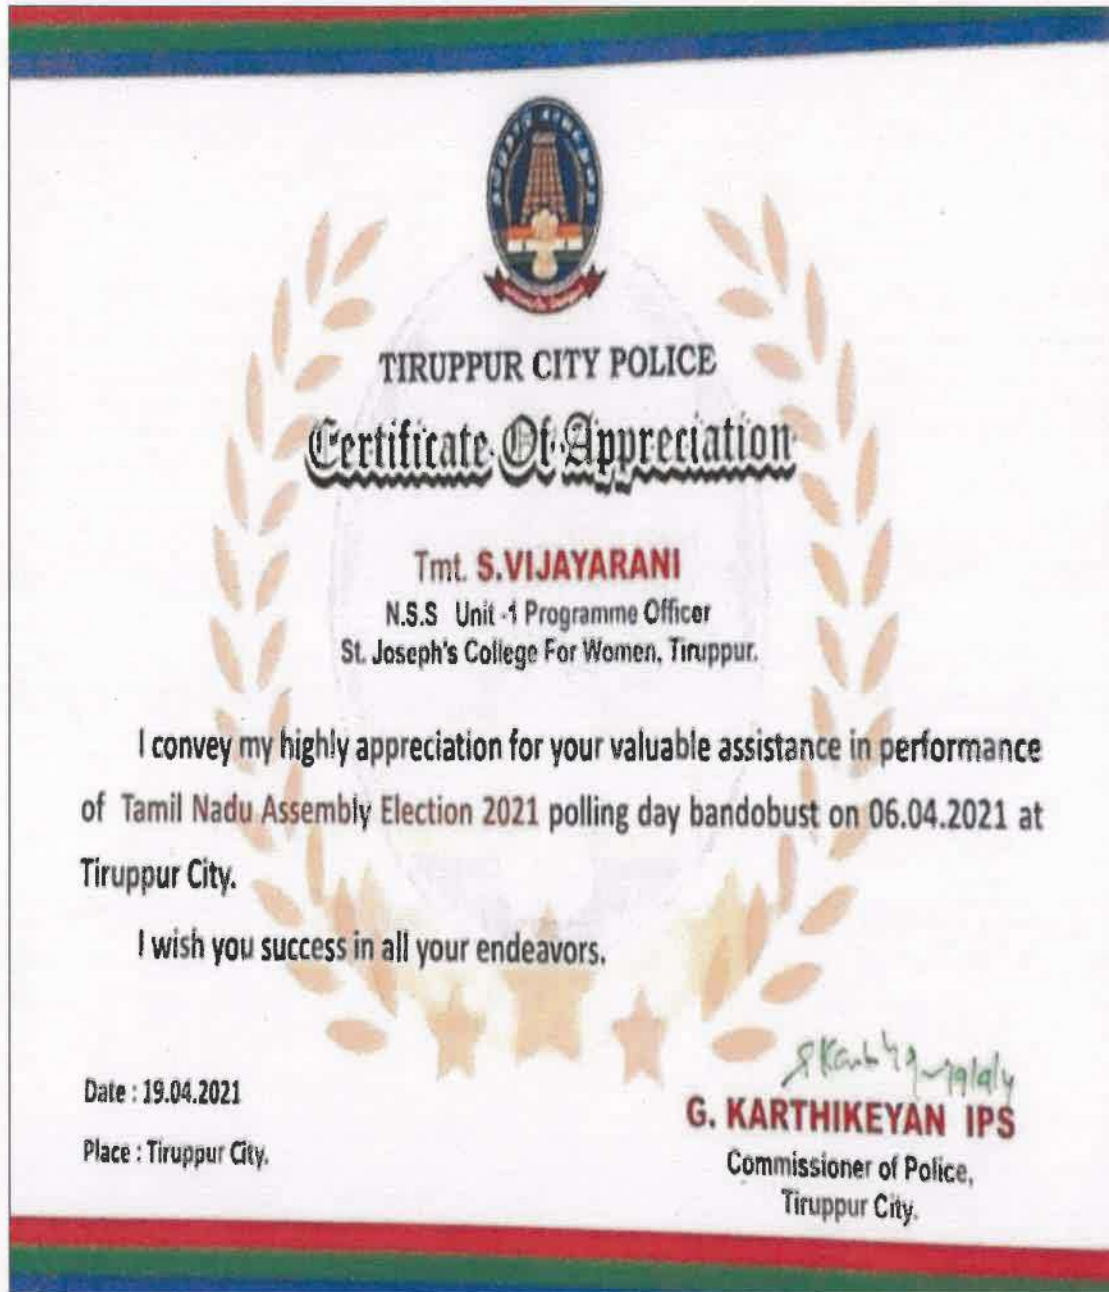 TIRUPPUR CITY POLICE
Certificate Of Appreciation
Tmt. S.VIJAYARANI
N.S.S Unit -1 Programme Officer
St. Joseph's College For Women, Tiruppur.
I convey my highly appreciation for your valuable assistance in performance
of Tamil Nadu Assembly Election 2021 polling day bandobust on 06.04.2021 at
Tiruppur City.
I wish you success in all your endeavors.
Date : 19.04.2021
Place : Tiruppur City.
G. KARTHIKEYAN IPS
Commissioner of Police,
Tiruppur City.